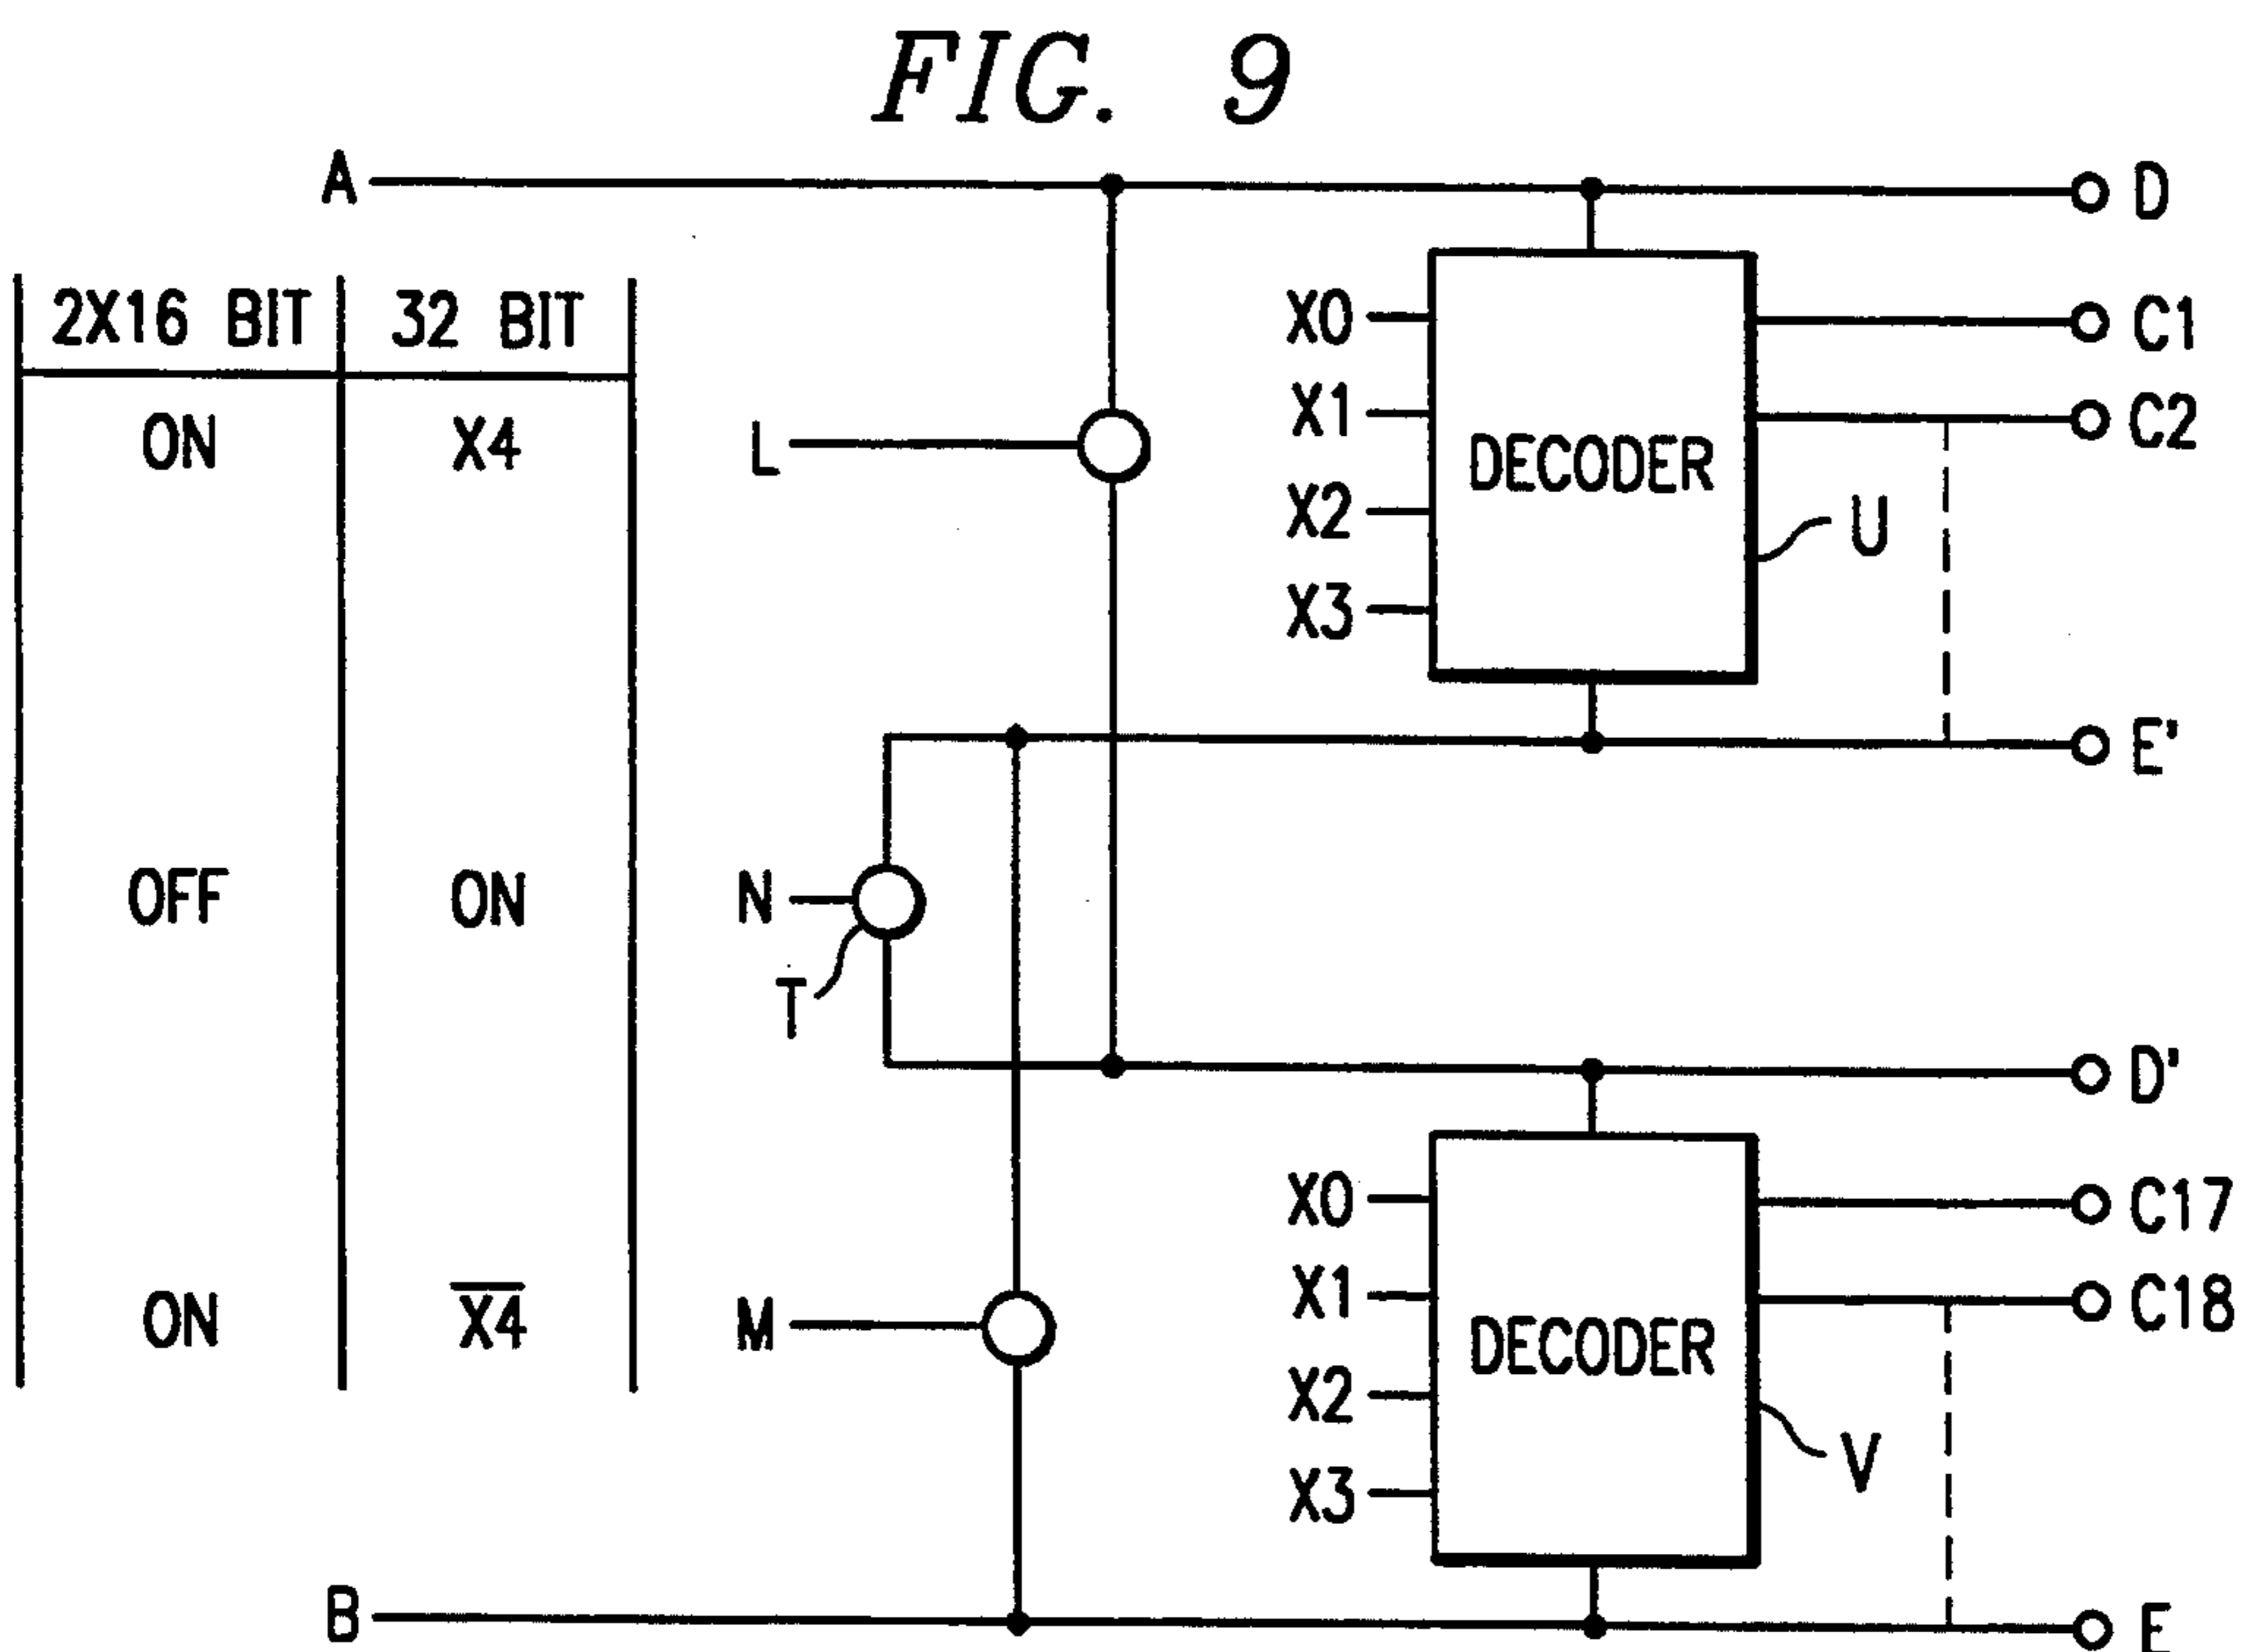 FIG. 9
A
D
2X16 BIT 32 BIT
X0
C1
ON X4
L
X1
C2
DECODER
X2
U
X3
E'
OFF ON
N
T
D'
X0
C17
ON X4
M
X1
C18
DECODER
X2
V
X3
B
E